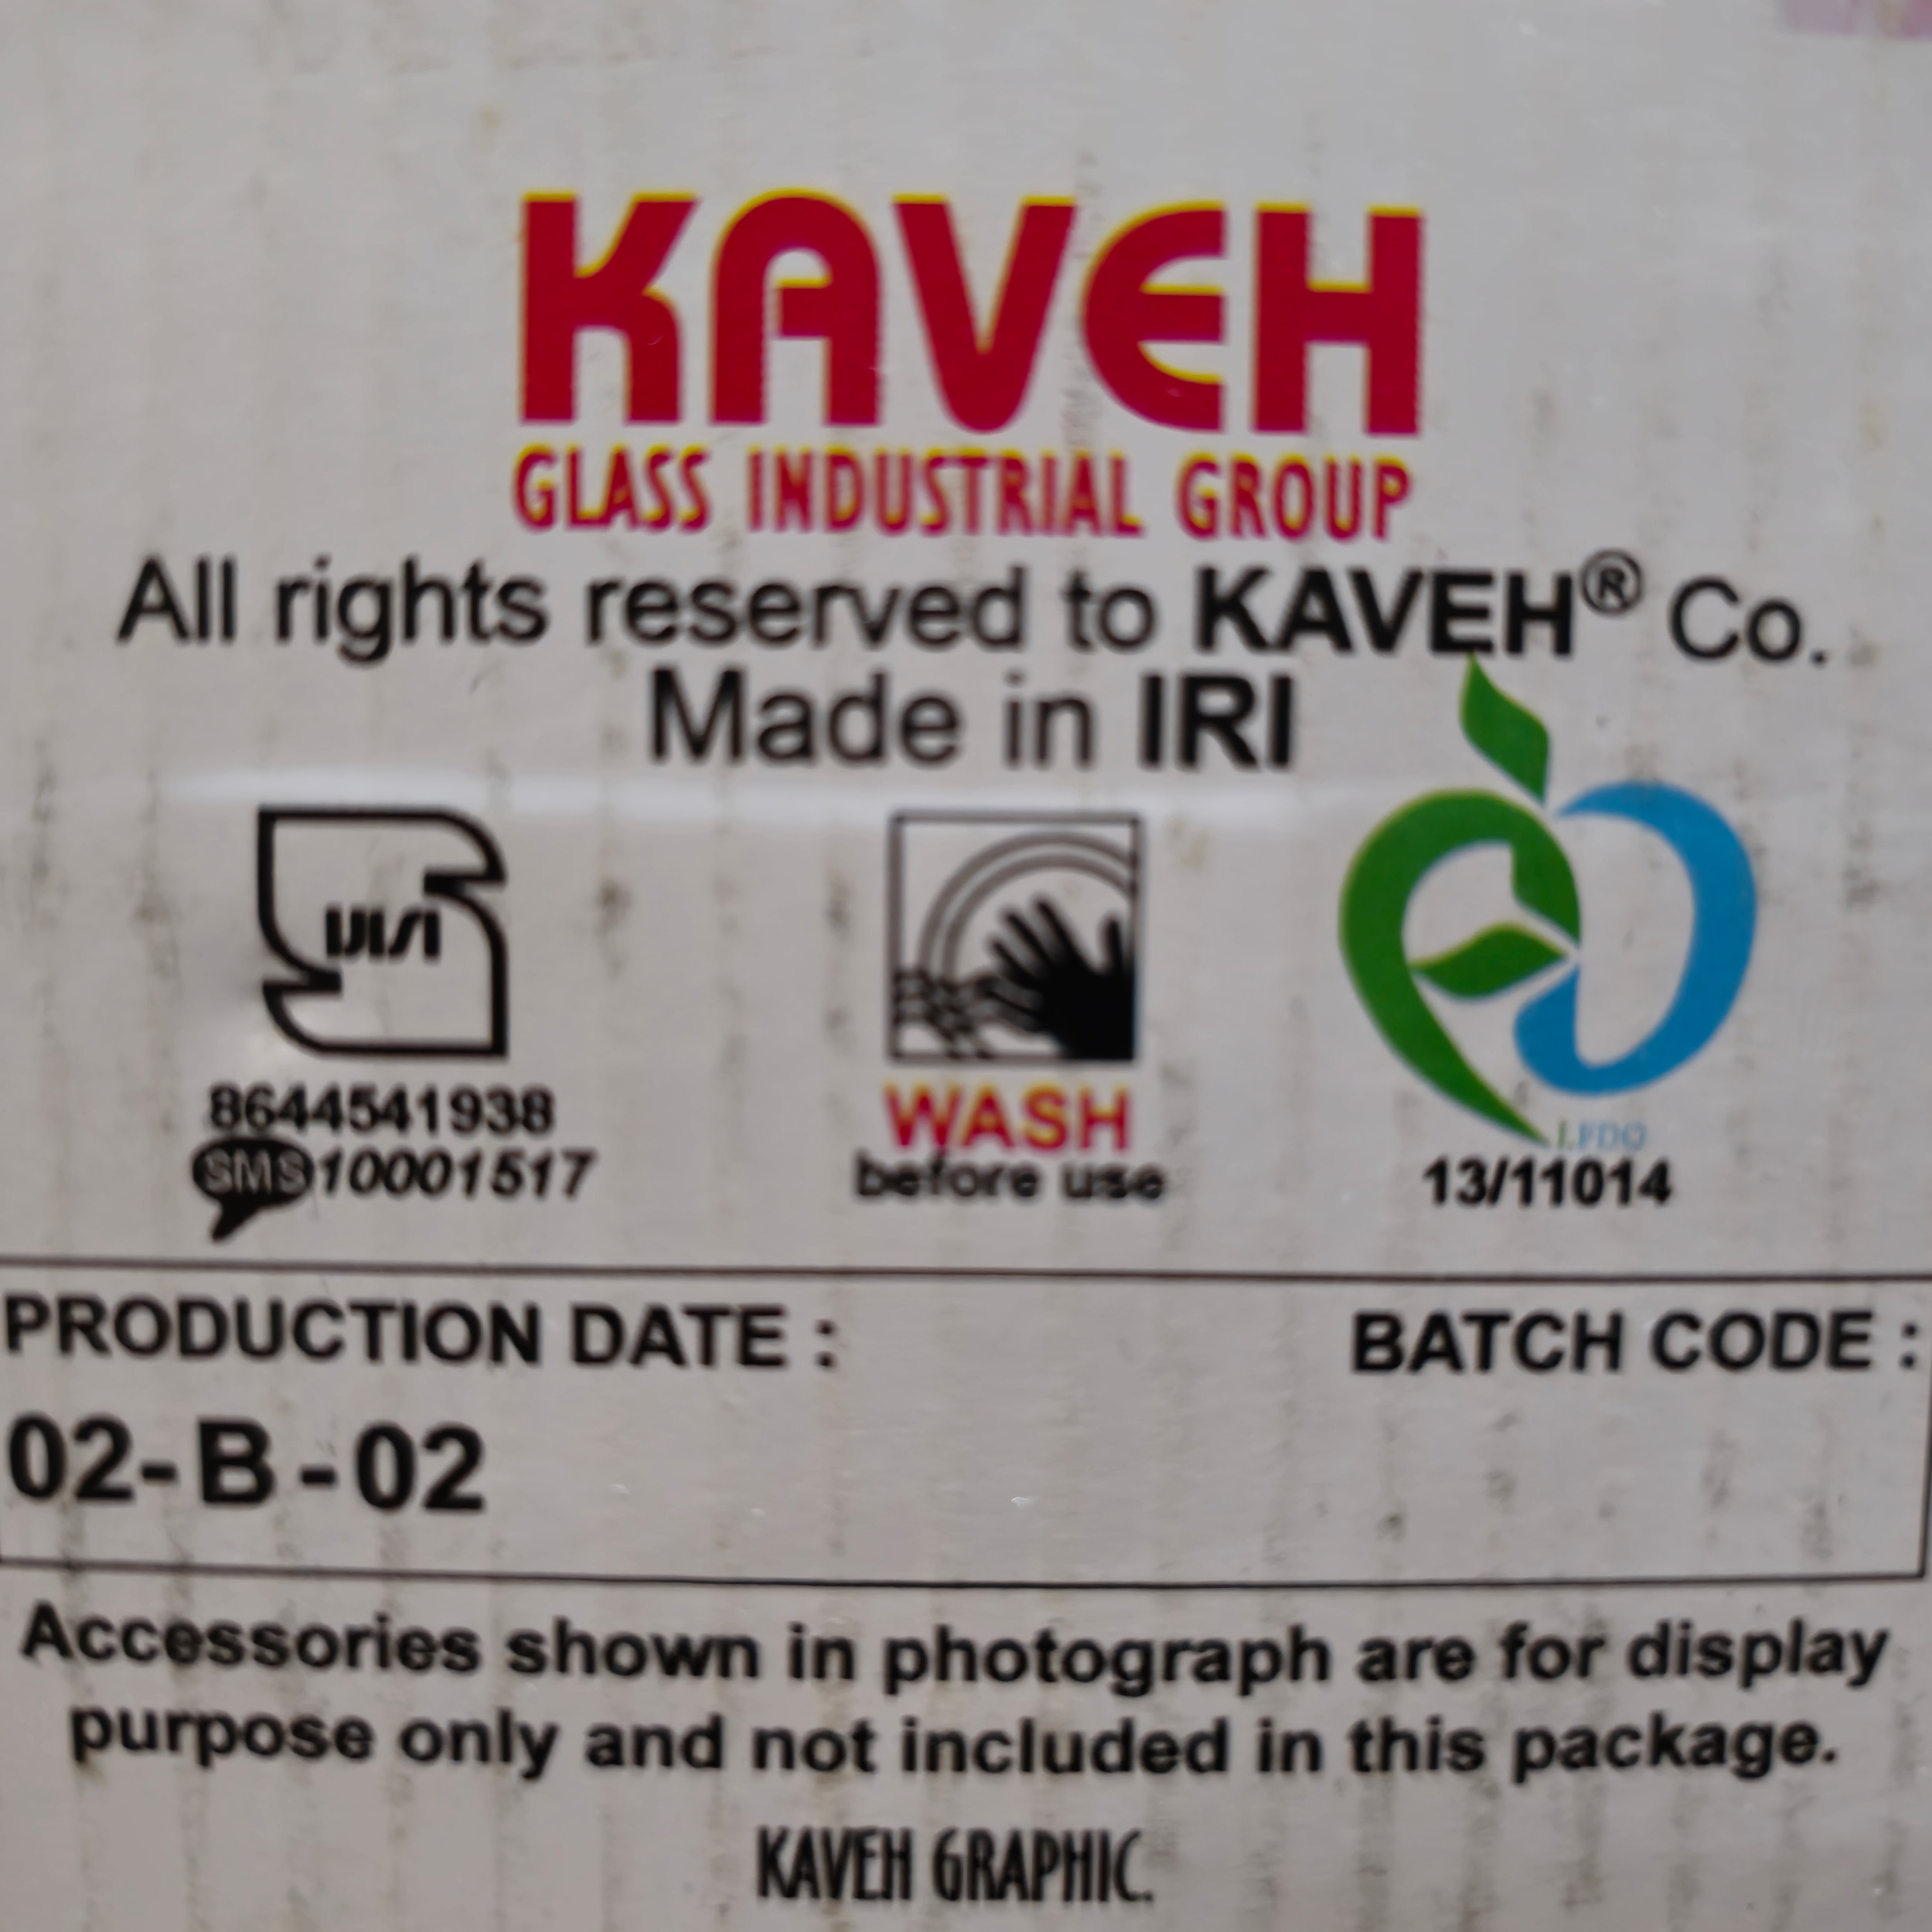 KAVEH
GLASS INDUSTRIAL GROUP
All rights reserved to KAVEH® Co.
Made in IRI
8644541938
SMS 10001517
WASH
before use
I.FDO
13/11014
PRODUCTION DATE :
BATCH CODE :
02-B-02
Accessories shown in photograph are for display
purpose only and not included in this package.
KAVEH GRAPHIC.